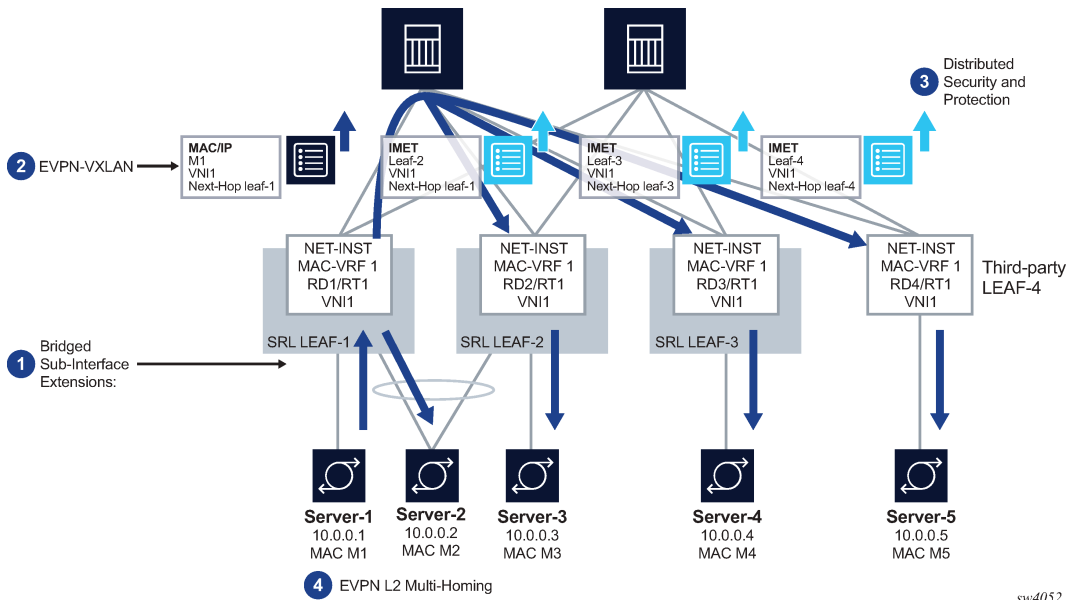 3
Distributed
Security and
Protection
2
EVPN-VXLAN
MAC/IP
M1
VNI1
Next-Hop leaf-1
IMET
Leaf-2
VNI1
Next-Hop leaf-1
IMET
Leaf-3
VNI1
Next-Hop leaf-3
IMET
Leaf-4
VNI1
Next-Hop leaf-4
NET-INST
MAC-VRF 1
RD1/RT1
VNI1
SRL LEAF-1
NET-INST
MAC-VRF 1
RD2/RT1
VNI1
SRL LEAF-2
NET-INST
MAC-VRF 1
RD3/RT1
VNI1
SRL LEAF-3
NET-INST
MAC-VRF 1
RD4/RT1
VNI1
Third-party
LEAF-4
1
Bridged
Sub-Interface
Extensions:
Server-1
10.0.0.1
MAC M1
Server-2
10.0.0.2
MAC M2
Server-3
10.0.0.3
MAC M3
Server-4
10.0.0.4
MAC M4
Server-5
10.0.0.5
MAC M5
4
EVPN L2 Multi-Homing
sw4052